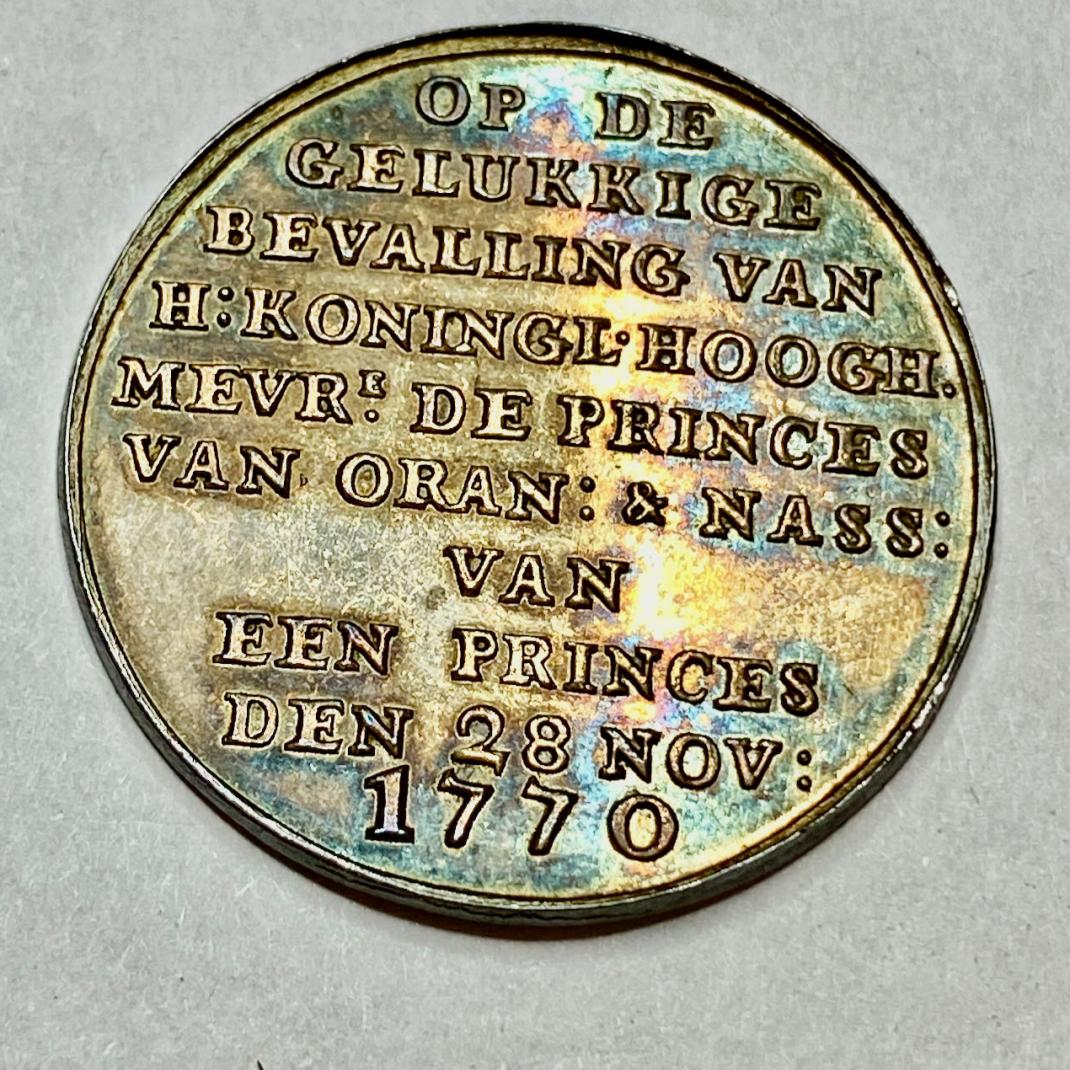 OP DE
GELUKKIGE
BEVALLING VAN
H: KONINGL· HOOGH.
MEVRᴱ: DE PRINCES
VAN ORAN: & NASS:
VAN
EEN PRINCES
DEN 28 NOV:
1770